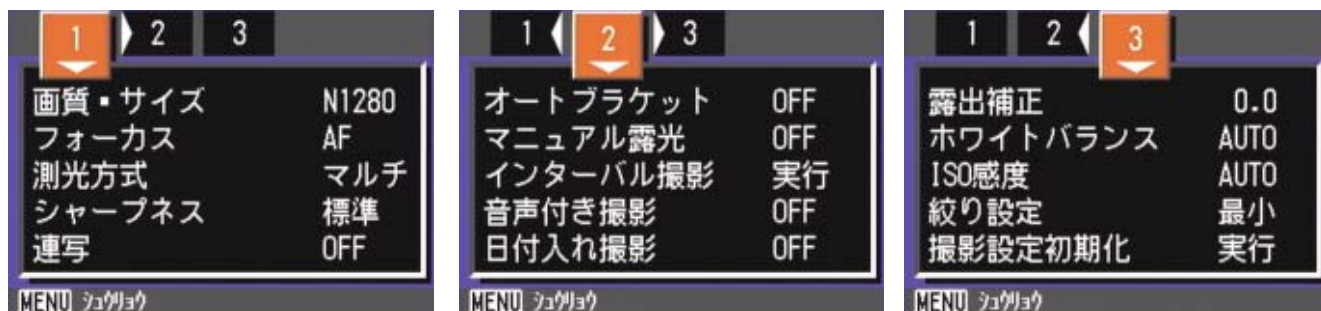 1 2 3
画質▪サイズ N1280
フォーカス AF
測光方式 マルチ
シャープネス 標準
連写 OFF
MENU ｼｭｳﾘｮｳ
1 2 3
オートブラケット OFF
マニュアル露光 OFF
インターバル撮影 実行
音声付き撮影 OFF
日付入れ撮影 OFF
MENU ｼｭｳﾘｮｳ
1 2 3
露出補正 0.0
ホワイトバランス AUTO
ISO感度 AUTO
絞り設定 最小
撮影設定初期化 実行
MENU ｼｭｳﾘｮｳ